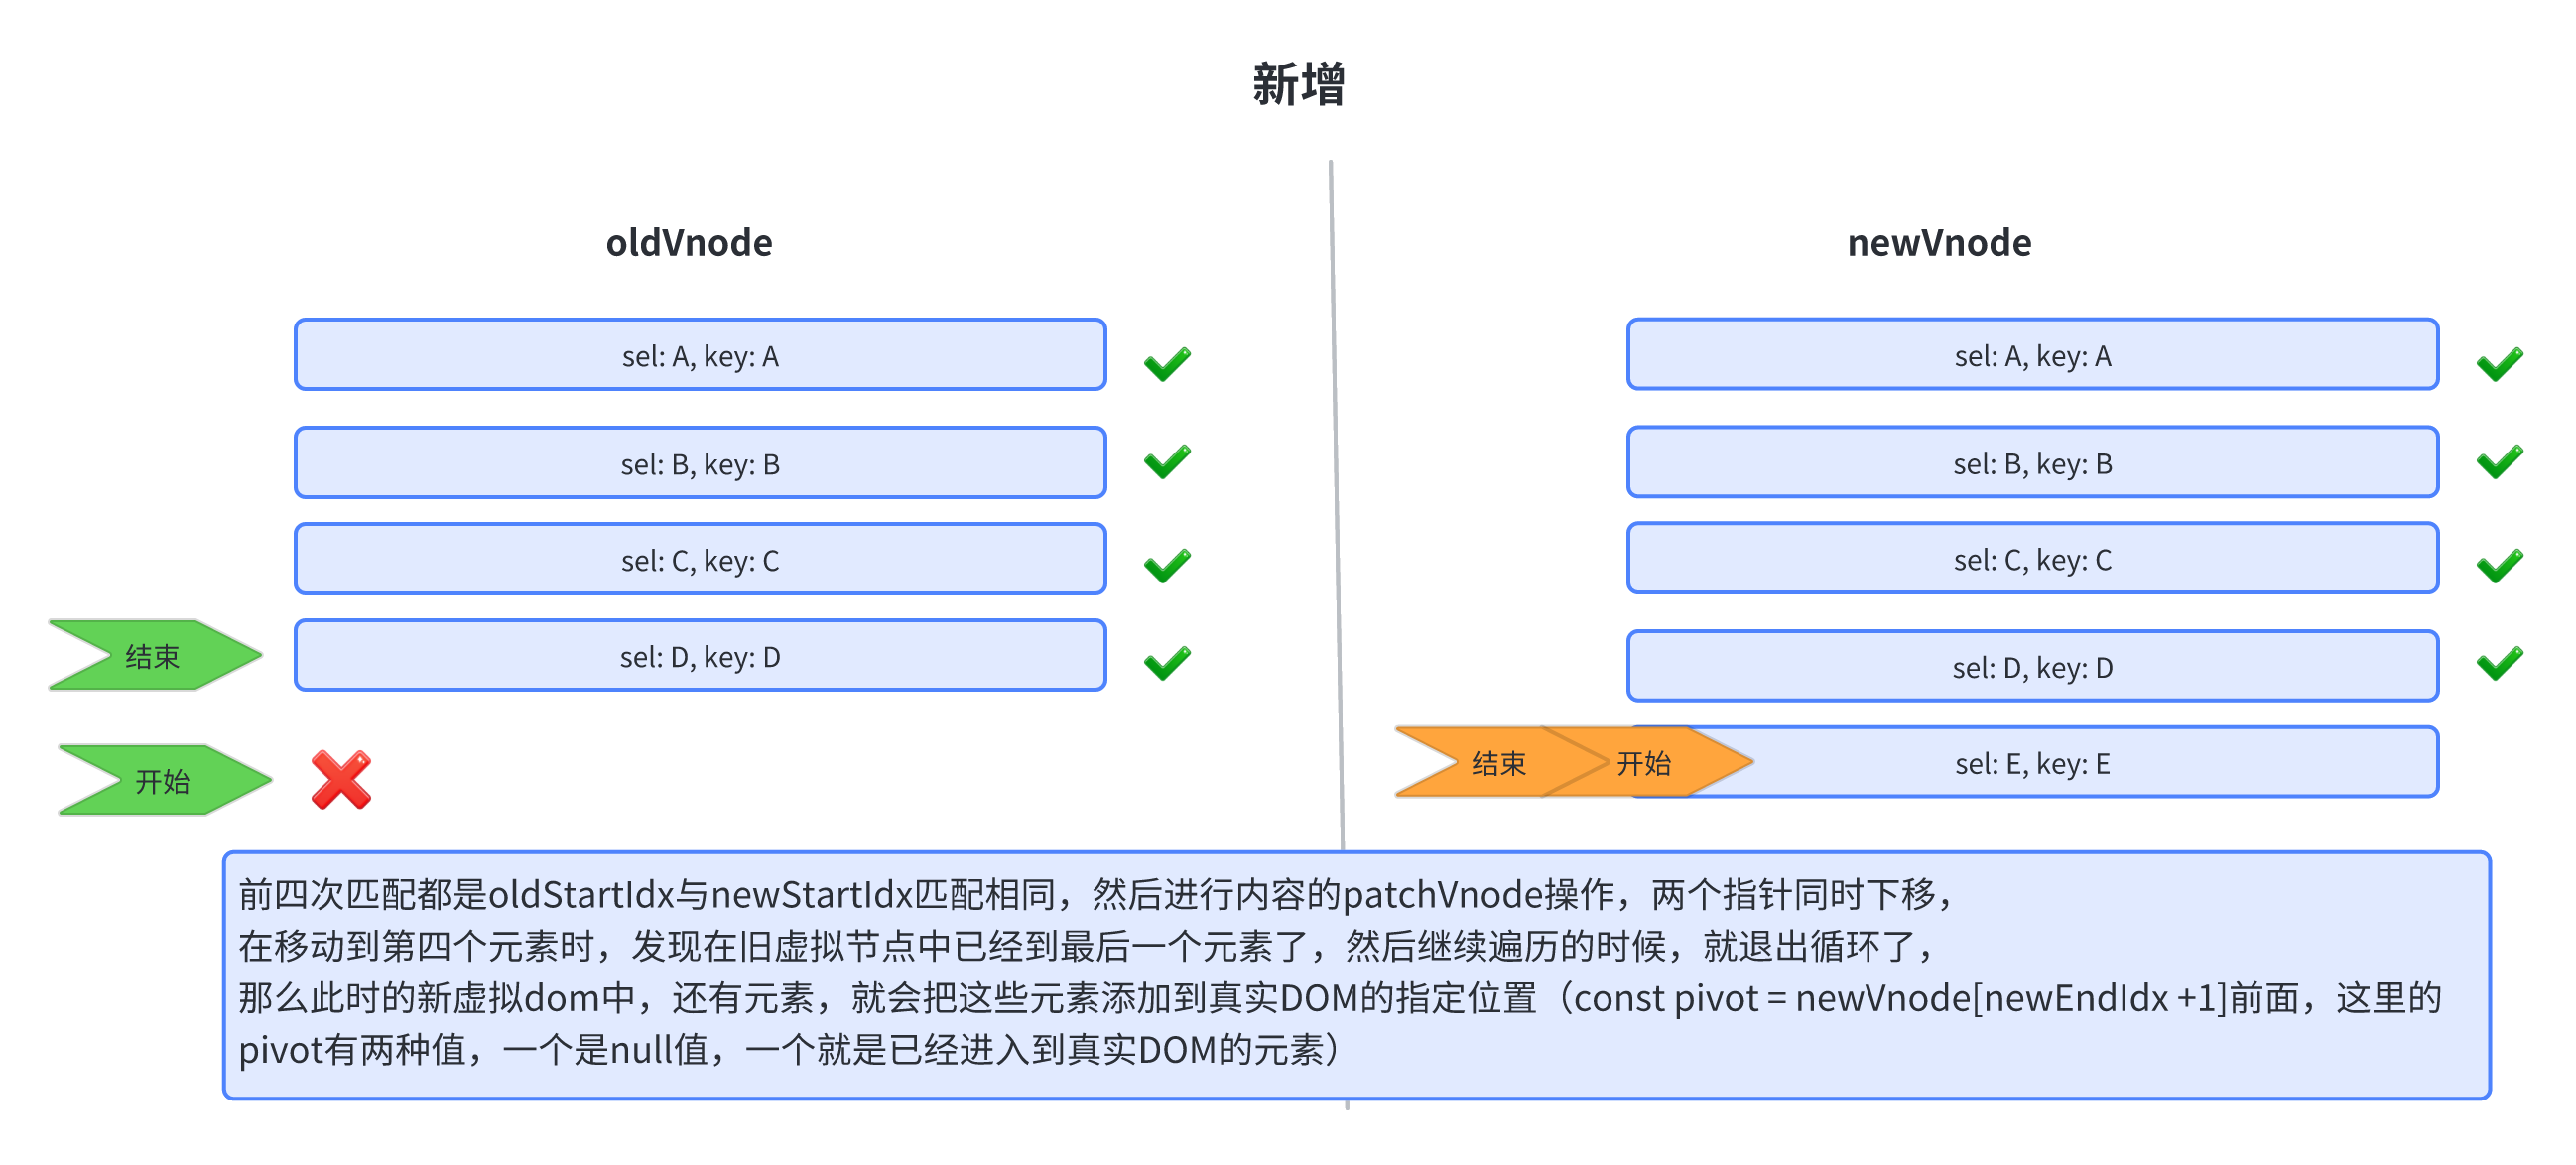 新增
oldVnode
newVnode
sel: A, key: A
sel: A, key: A
sel: B, key: B
sel: B, key: B
sel: C, key: C
sel: C, key: C
结束
sel: D, key: D
sel: D, key: D
开始
结束
开始
sel: E, key: E
前四次匹配都是oldStartIdx与newStartIdx匹配相同，然后进行内容的patchVnode操作，两个指针同时下移，
在移动到第四个元素时，发现在旧虚拟节点中已经到最后一个元素了，然后继续遍历的时候，就退出循环了，
那么此时的新虚拟dom中，还有元素，就会把这些元素添加到真实DOM的指定位置（const pivot = newVnode[newEndIdx +1]前面，这里的
pivot有两种值，一个是null值，一个就是已经进入到真实DOM的元素）